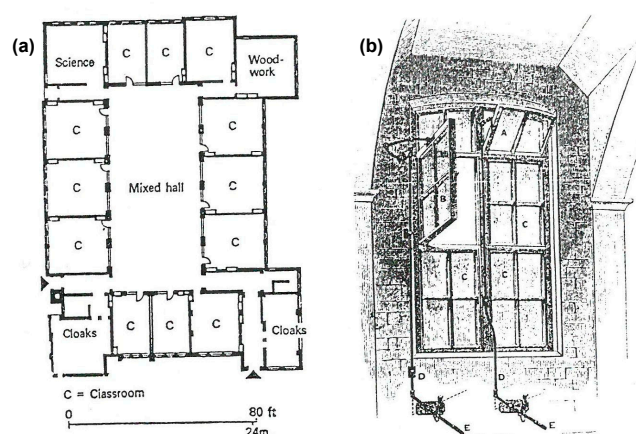 (a)
Science
C
C
C
Wood-
work
C
C
C
Mixed hall
C
C
C
Cloaks
C
C
C
Cloaks
C = Classroom
0
80 ft
24m
(b)
A
B
C
C
C
D
D
E
E